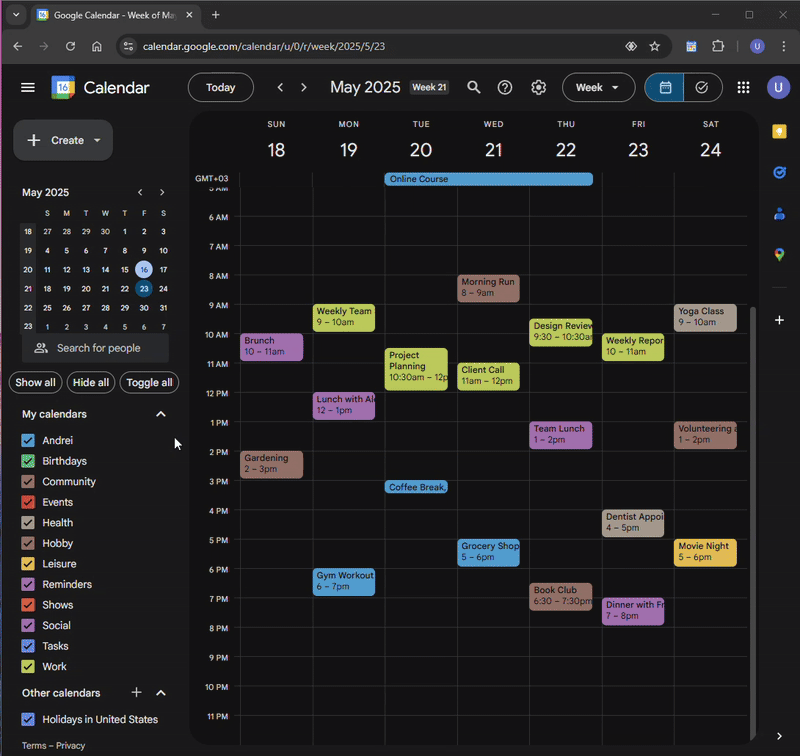 Google Calendar - Week of May
calendar.google.com/calendar/u/0/r/week/2025/5/23
U
16
Calendar
Today
May 2025
Week 21
Week
U
Create
May 2025
S M T W T F S
18 27 28 29 30 1 2 3
19 4 5 6 7 8 9 10
20 11 12 13 14 15 16 17
21 18 19 20 21 22 23 24
22 25 26 27 28 29 30 31
23 1 2 3 4 5 6 7
Search for people
Show all
Hide all
Toggle all
My calendars
Andrei
Birthdays
Community
Events
Health
Hobby
Leisure
Reminders
Shows
Social
Tasks
Work
Other calendars
Holidays in United States
Terms – Privacy
SUN MON TUE WED THU FRI SAT
18 19 20 21 22 23 24
GMT+03
Online Course
5 AM
6 AM
7 AM
8 AM
9 AM
10 AM
11 AM
12 PM
1 PM
2 PM
3 PM
4 PM
5 PM
6 PM
7 PM
8 PM
9 PM
10 PM
11 PM
Brunch
10 – 11am
Gardening
2 – 3pm
Weekly Team
9 – 10am
Lunch with Ale
12 – 1pm
Gym Workout
6 – 7pm
Project
Planning
10:30am – 12p
Coffee Break,
Morning Run
8 – 9am
Client Call
11am – 12pm
Grocery Shop
5 – 6pm
Design Review
9:30 – 10:30a
Team Lunch
1 – 2pm
Book Club
6:30 – 7:30pm
Weekly Repor
10 – 11am
Dentist Appoi
4 – 5pm
Dinner with Fr
7 – 8pm
Yoga Class
9 – 10am
Volunteering a
1 – 2pm
Movie Night
5 – 6pm